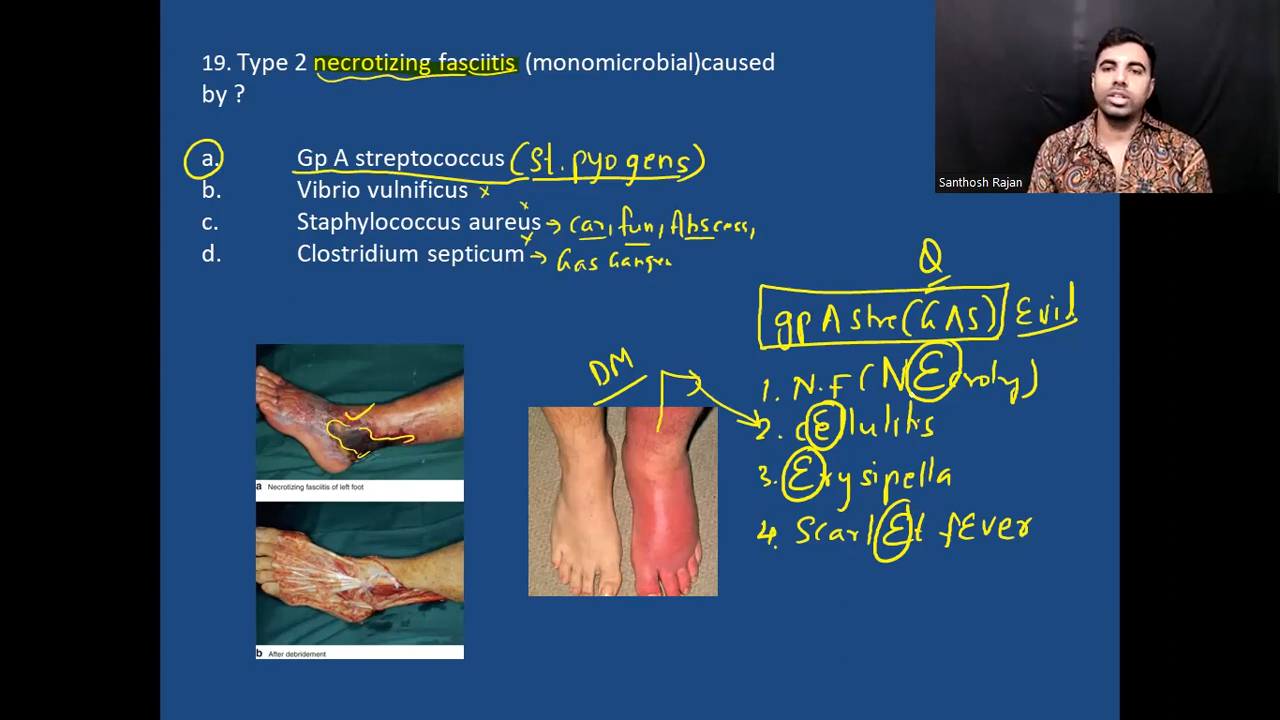 19. Type 2 necrotizing fasciitis (monomicrobial)caused
by ?
a. Gp A streptococcus (St. pyogens)
b. Vibrio vulnificus x
c. Staphylococcus aureus x → car, fun, Abscess,
d. Clostridium septicum x → Gas Gangren
Santhosh Rajan
Q
gp A stre (GAS) Evil
1. N.F (
2. cEllulitis
3. Erysipella
4. ScarlEt fEver
DM
a Necrotizing fasciitis of left foot
b After debridement